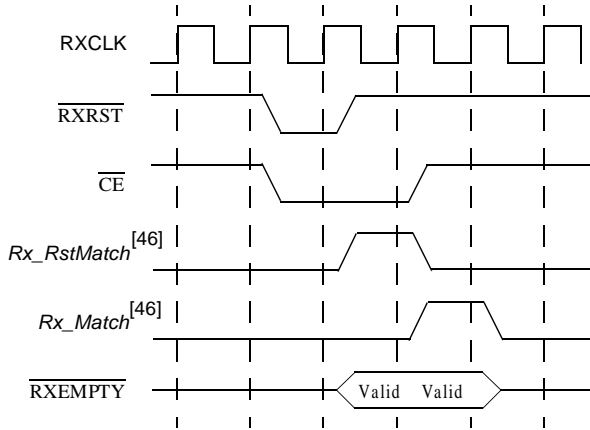 RXCLK
RXRST
CE
Rx_RstMatch[46]
Rx_Match[46]
RXEMPTY
Valid Valid